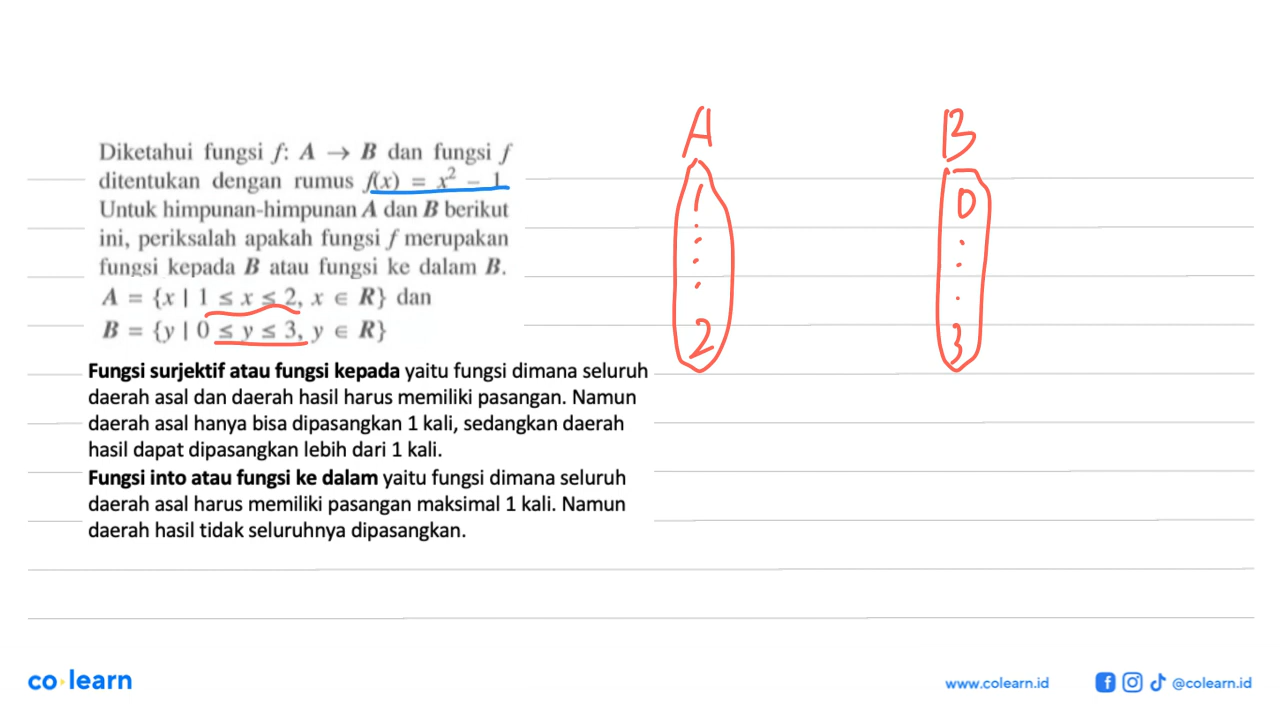 Diketahui fungsi f: A → B dan fungsi f
ditentukan dengan rumus f(x) = x² − 1
Untuk himpunan-himpunan A dan B berikut
ini, periksalah apakah fungsi f merupakan
fungsi kepada B atau fungsi ke dalam B.
A = {x | 1 ≤ x ≤ 2, x ∈ R} dan
B = {y | 0 ≤ y ≤ 3, y ∈ R}
Fungsi surjektif atau fungsi kepada yaitu fungsi dimana seluruh
daerah asal dan daerah hasil harus memiliki pasangan. Namun
daerah asal hanya bisa dipasangkan 1 kali, sedangkan daerah
hasil dapat dipasangkan lebih dari 1 kali.
Fungsi into atau fungsi ke dalam yaitu fungsi dimana seluruh
daerah asal harus memiliki pasangan maksimal 1 kali. Namun
daerah hasil tidak seluruhnya dipasangkan.
A
1
2
B
0
3
co learn
www.colearn.id
@colearn.id